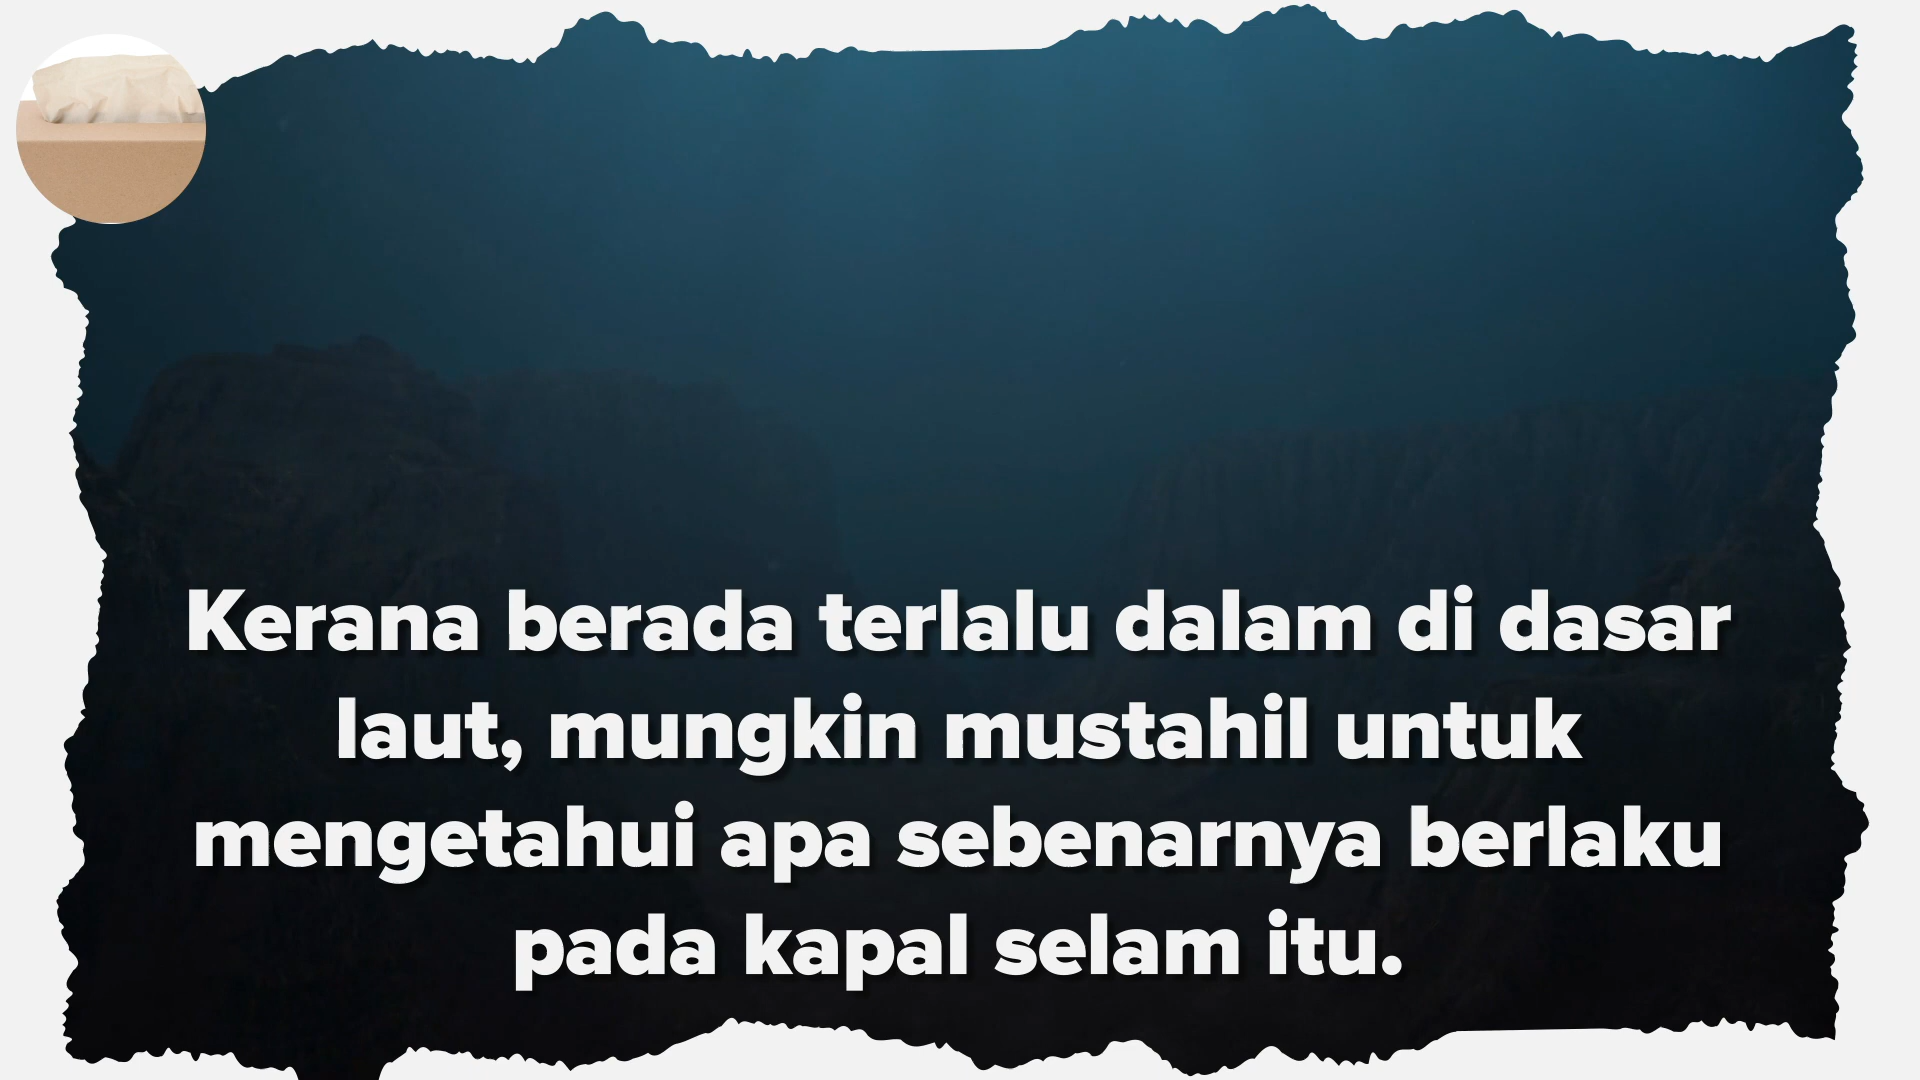 Kerana berada terlalu dalam di dasar
laut, mungkin mustahil untuk
mengetahui apa sebenarnya berlaku
pada kapal selam itu.